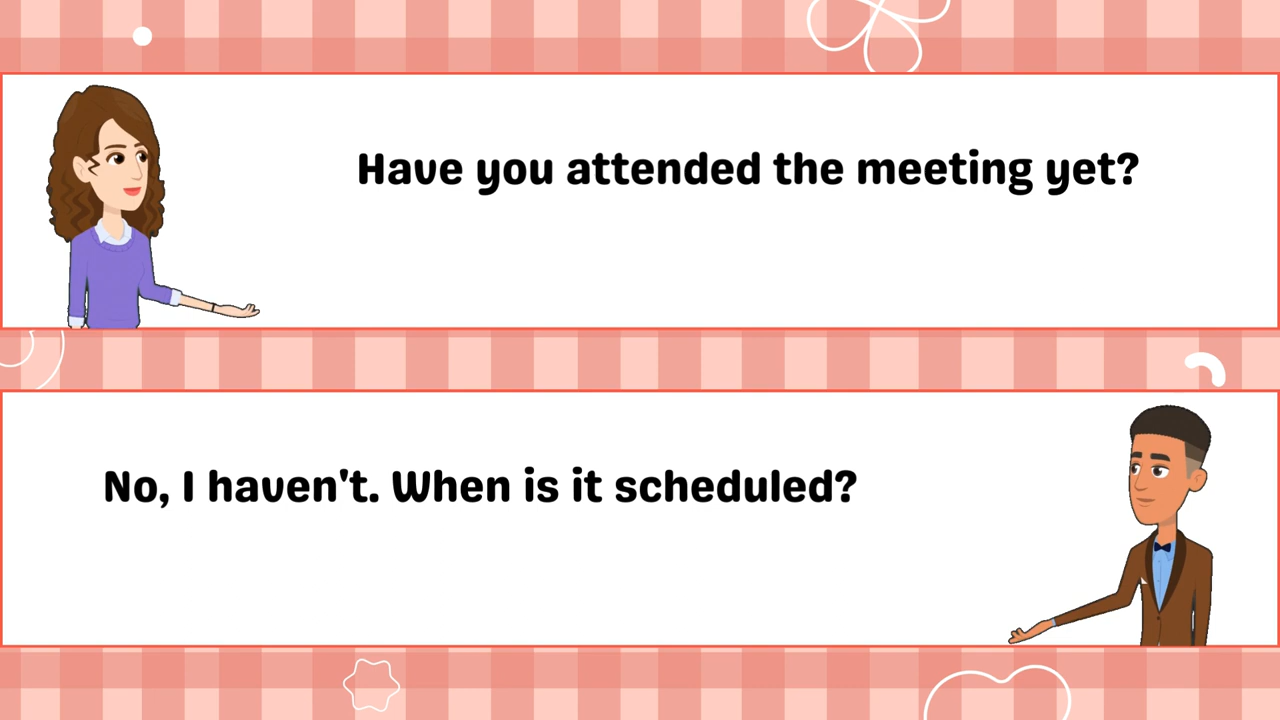 Have you attended the meeting yet?
No, I haven't. When is it scheduled?